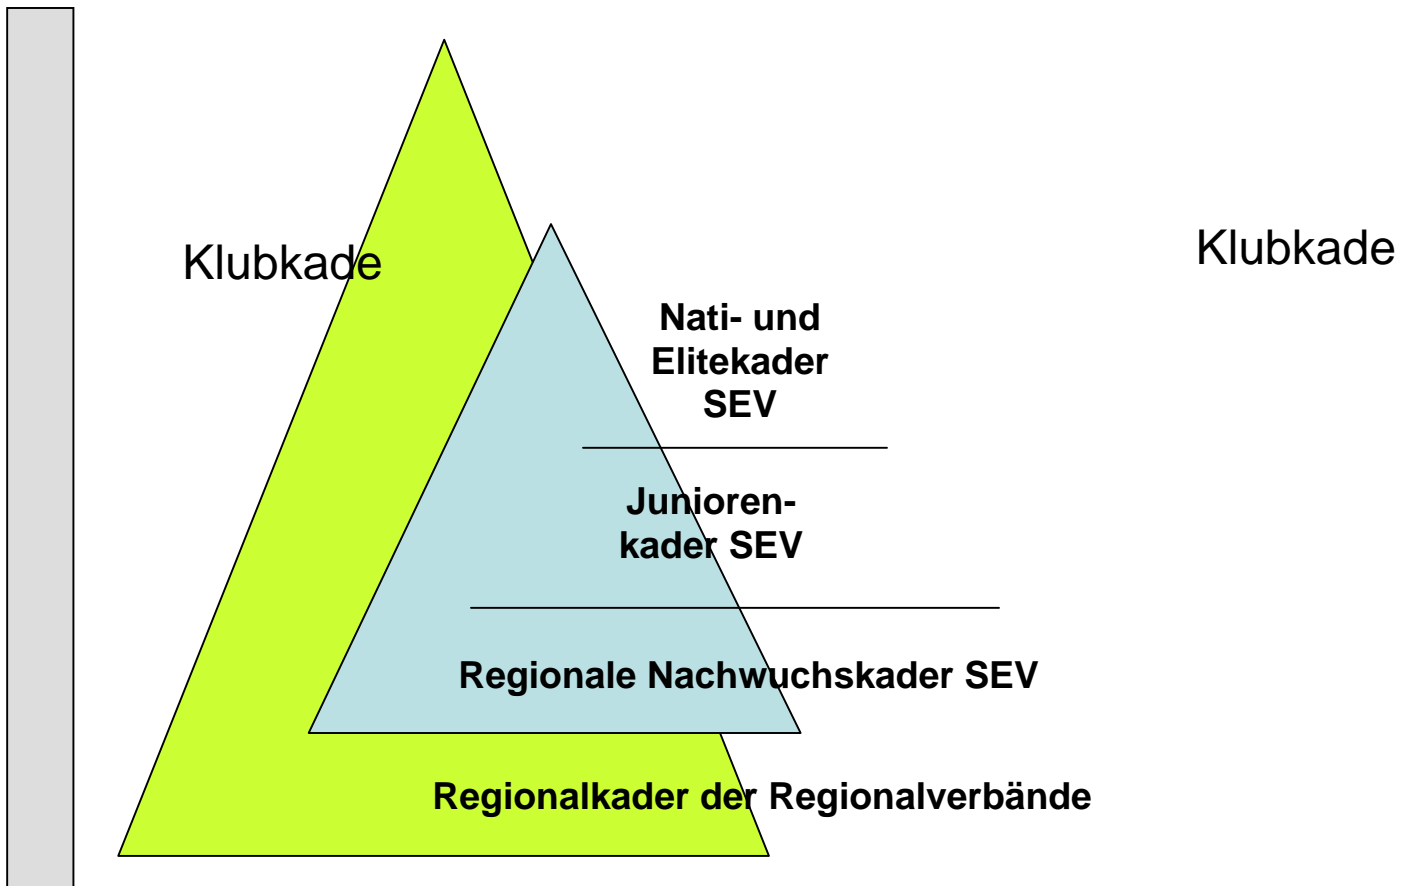 Klubkade
Klubkade
Nati- und
Elitekader
SEV
Junioren-
kader SEV
Regionale Nachwuchskader SEV
Regionalkader der Regionalverbände